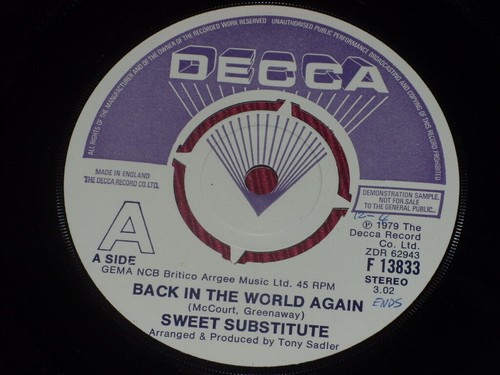 ALL RIGHTS OF THE MANUFACTURER AND OF THE OWNER OF THE RECORDED WORK RESERVED UNAUTHORISED PUBLIC PERFORMANCE BROADCASTING AND COPYING OF THIS RECORD PROHIBITED
DECCA
MADE IN ENGLAND
THE DECCA RECORD CO. LTD.
DEMONSTRATION SAMPLE
NOT FOR SALE
TO THE GENERAL PUBLIC
A
A SIDE
℗ 1979 The
Decca Record
Co. Ltd.
ZDR 62943
F 13833
STEREO
3.02
ENDS
GEMA NCB Britico Arrgee Music Ltd. 45 RPM
BACK IN THE WORLD AGAIN
(McCourt, Greenaway)
SWEET SUBSTITUTE
Arranged & Produced by Tony Sadler